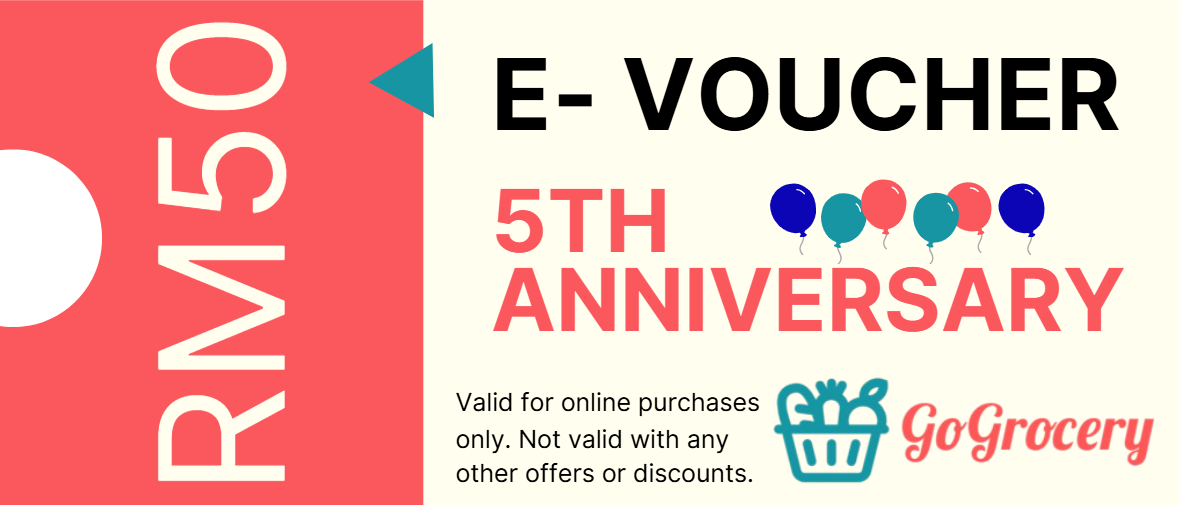 RM50
E- VOUCHER
5TH
ANNIVERSARY
Valid for online purchases
only. Not valid with any
other offers or discounts.
GoGrocery